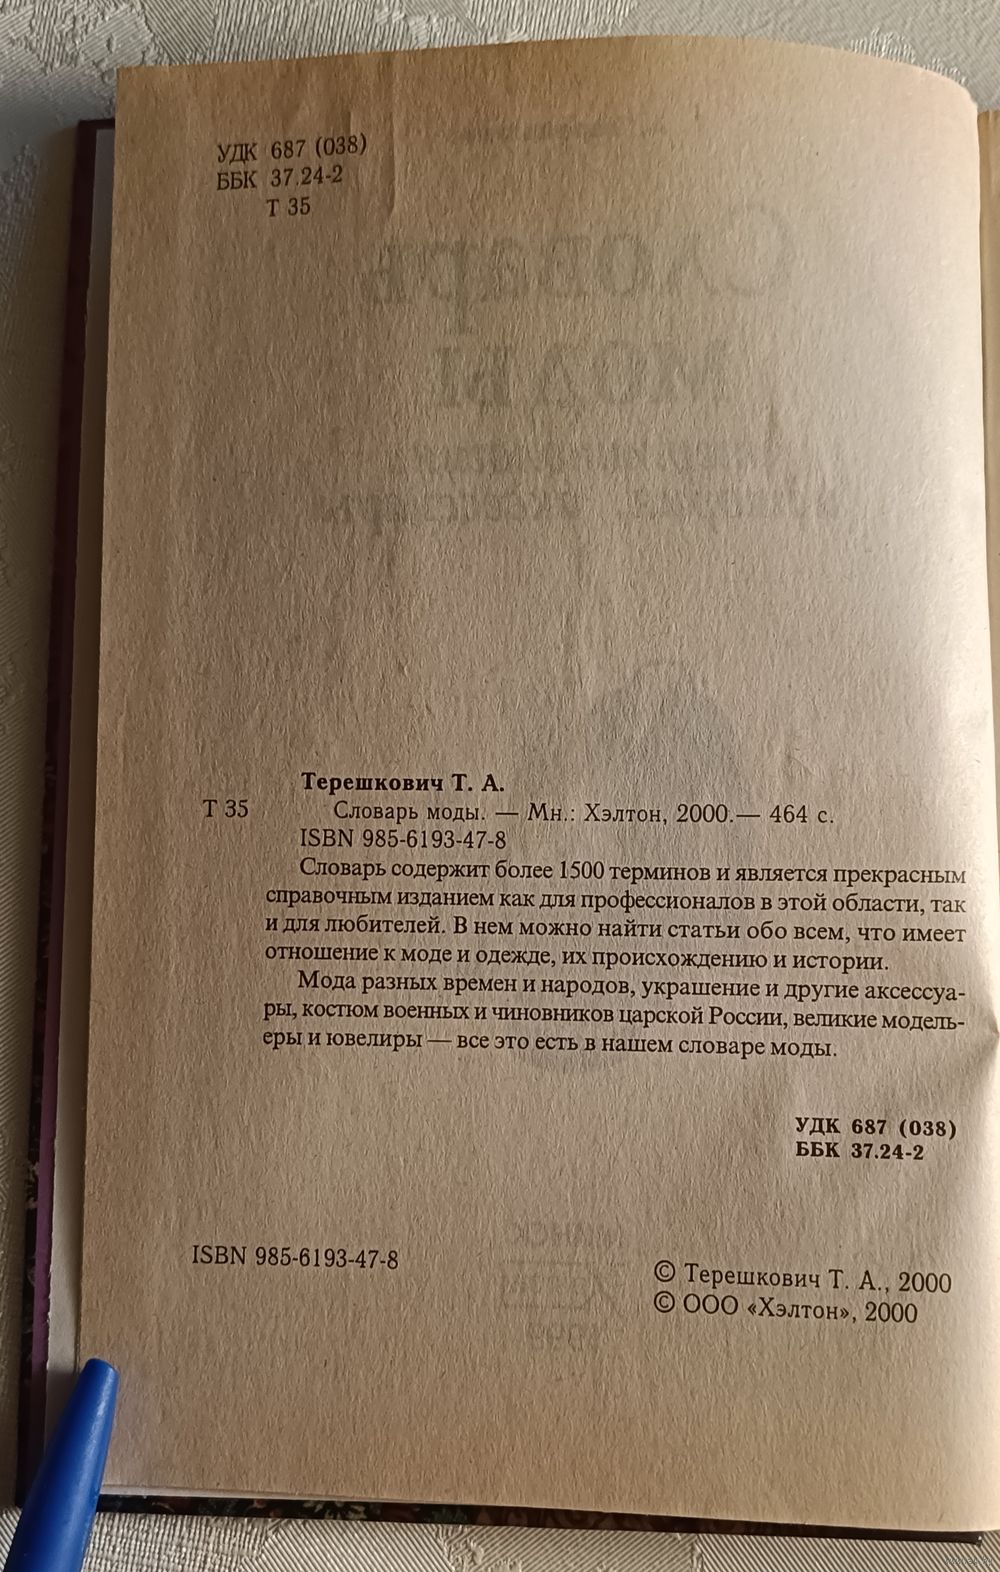 УДК 687 (038)
ББК 37.24-2
Т 35
Словарь
моды
Терешкович Т. А.
Т 35 Словарь моды. — Мн.: Хэлтон, 2000.— 464 с.
ISBN 985-6193-47-8
Словарь содержит более 1500 терминов и является прекрасным
справочным изданием как для профессионалов в этой области, так
и для любителей. В нем можно найти статьи обо всем, что имеет
отношение к моде и одежде, их происхождению и истории.
Мода разных времен и народов, украшение и другие аксессуа-
ры, костюм военных и чиновников царской России, великие модель-
еры и ювелиры — все это есть в нашем словаре моды.
УДК 687 (038)
ББК 37.24-2
ISBN 985-6193-47-8
© Терешкович Т. А., 2000
© ООО «Хэлтон», 2000